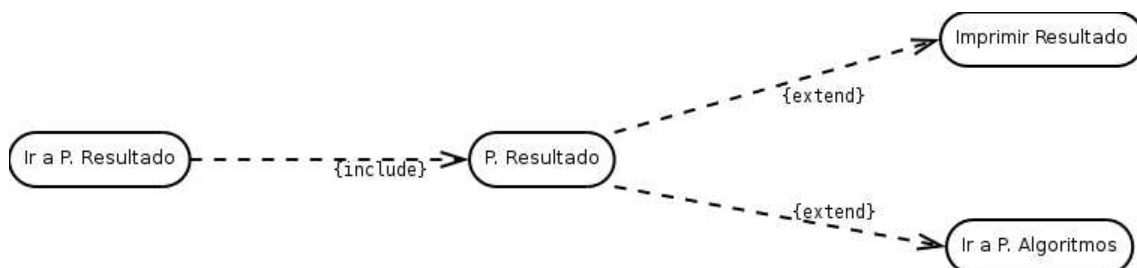 Imprimir Resultado
{extend}
Ir a P. Resultado
{include}
P. Resultado
{extend}
Ir a P. Algoritmos